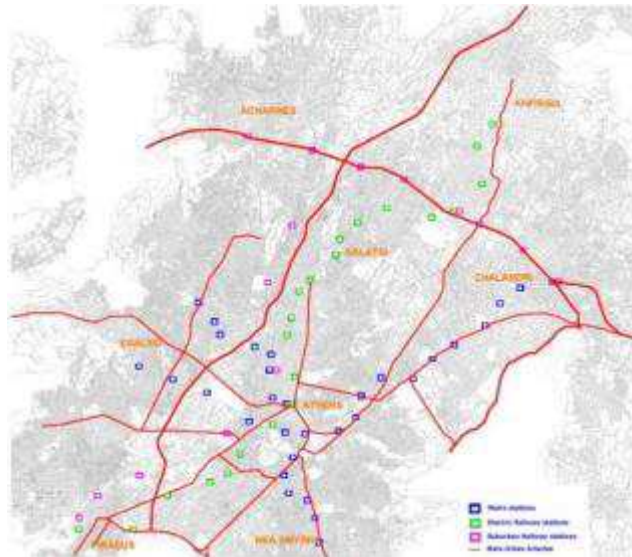 ACHARNES
KHFISSIA
GALATSI
CHALANDRI
EGALEO
ATHENS
PIRAEUS
NEA SMYRNI
Metro stations
Electric Railway stations
Suburban Railway stations
Main Urban Arteries